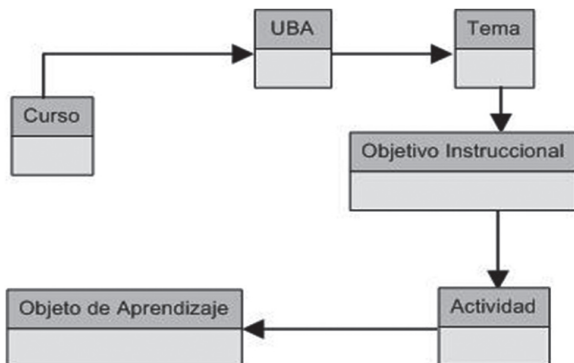 UBA
Tema
Curso
Objetivo Instruccional
Actividad
Objeto de Aprendizaje